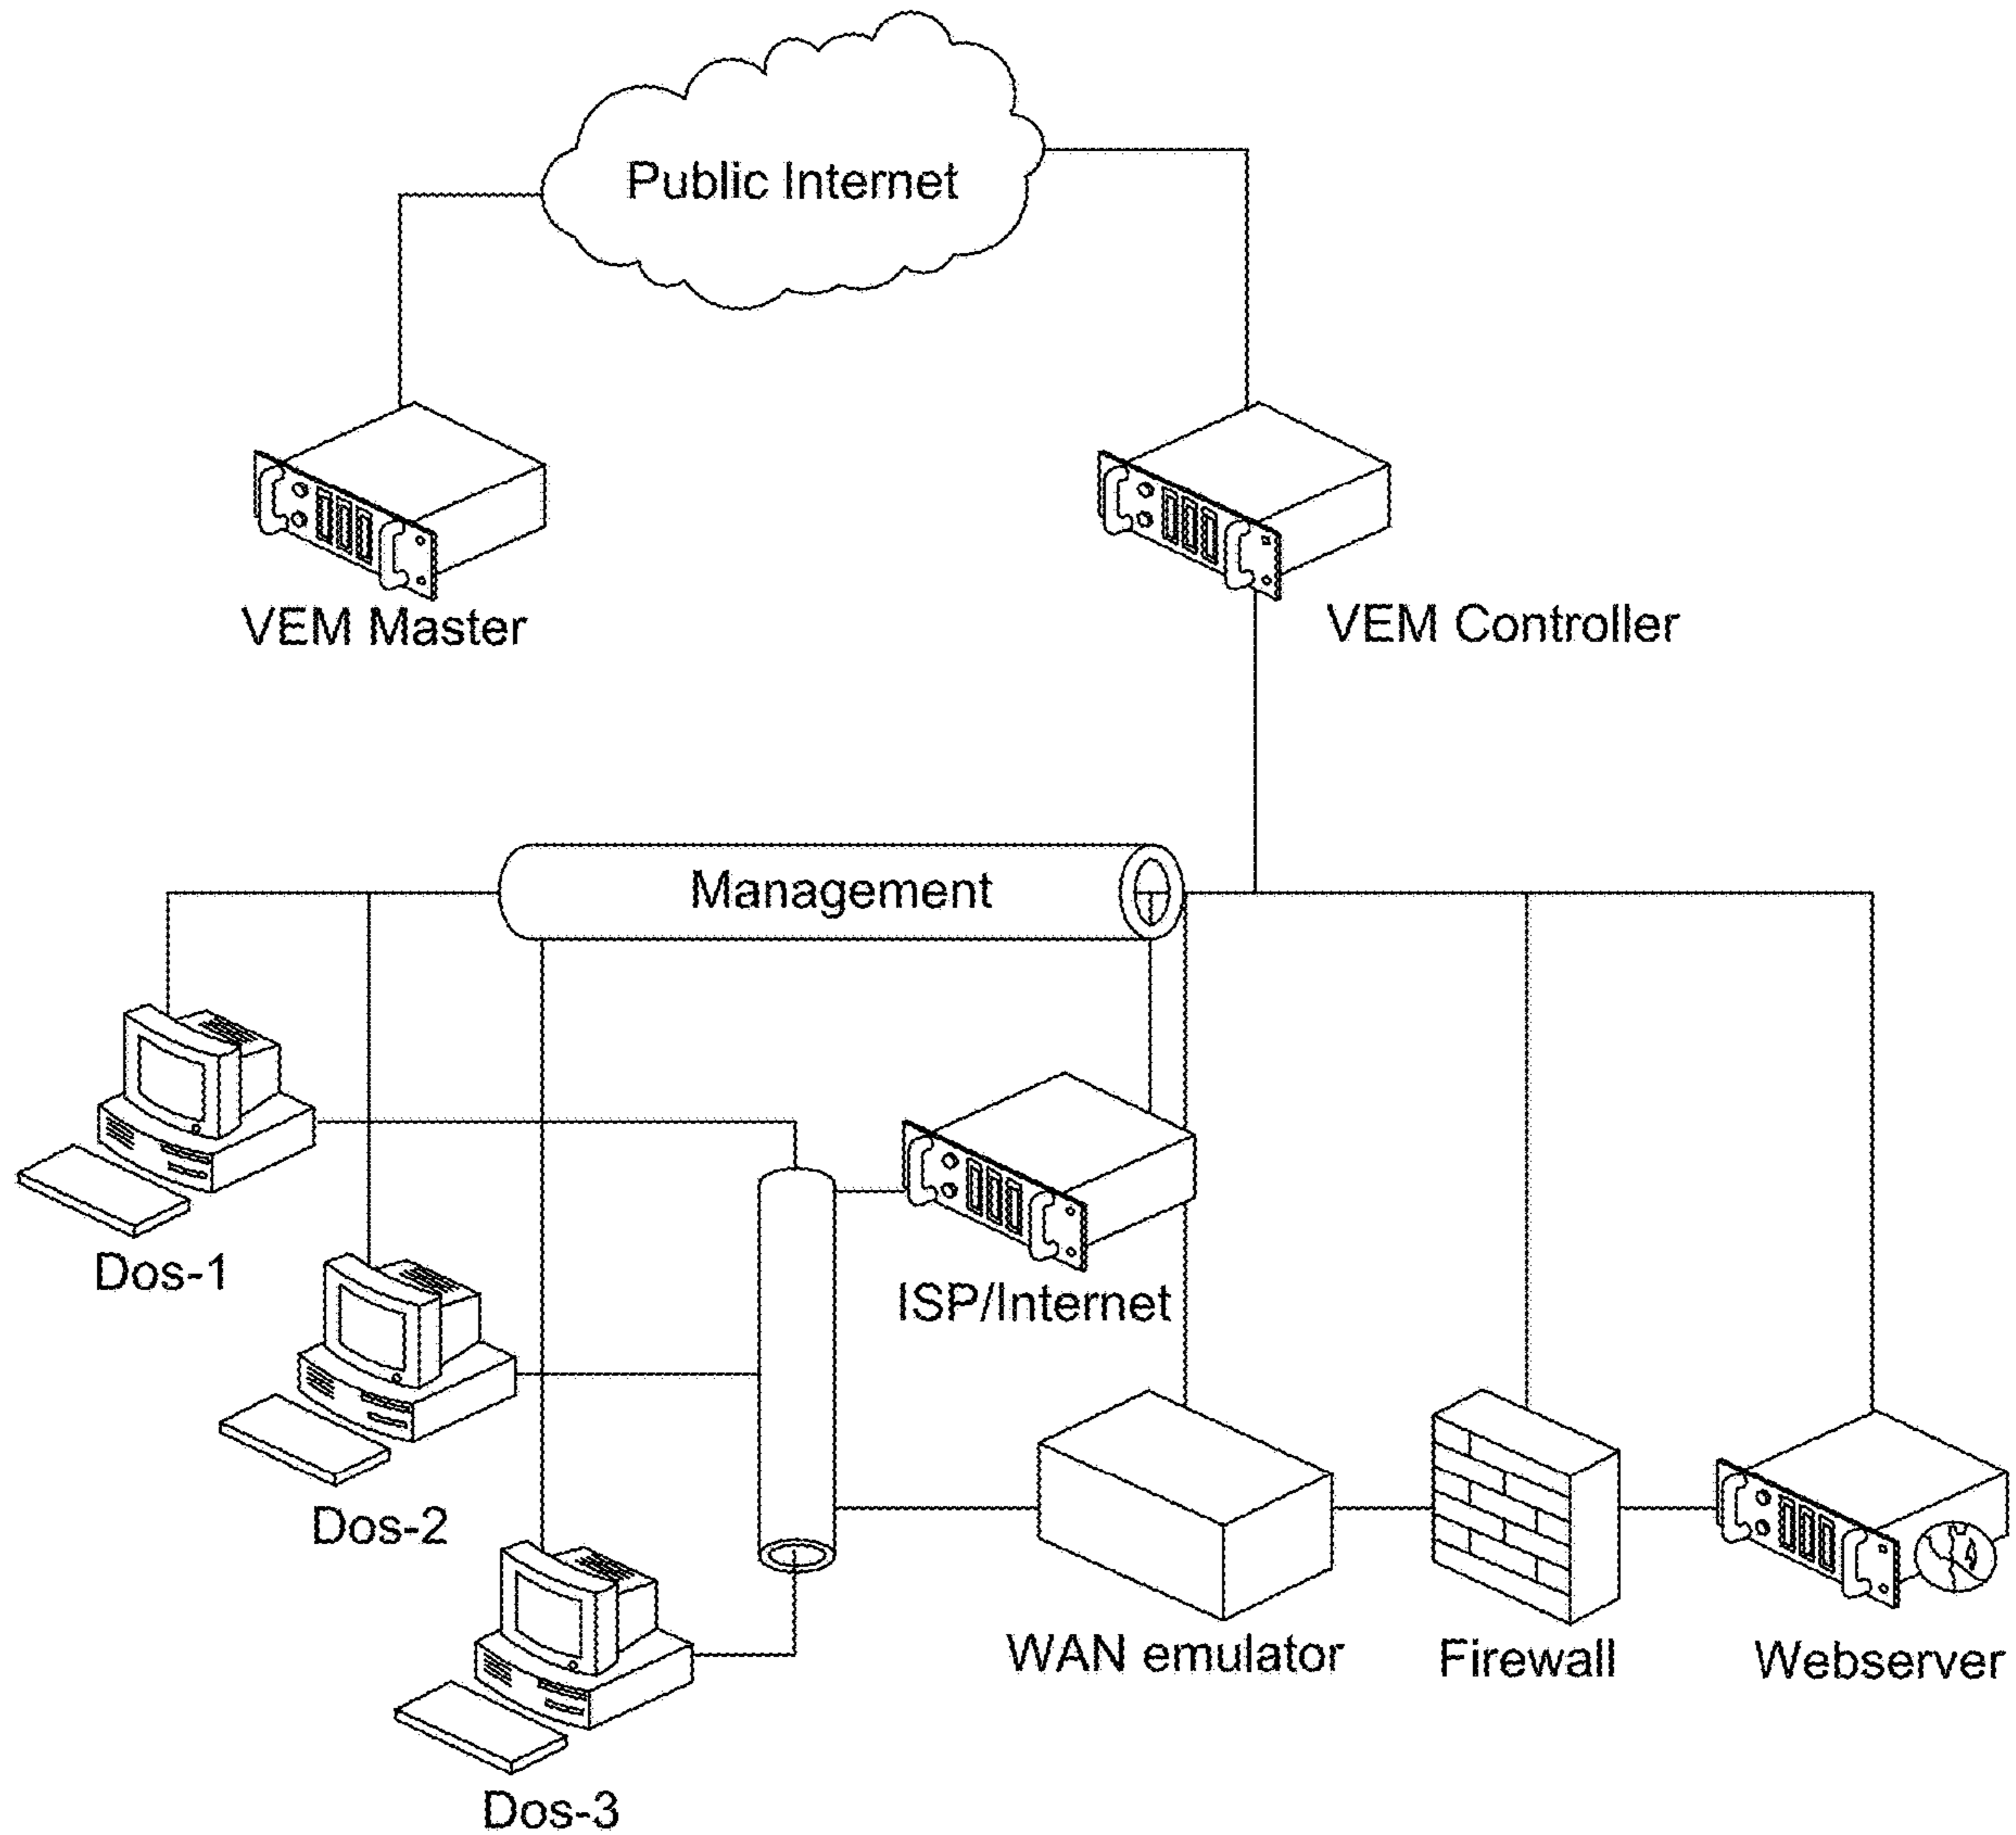 Public Internet
VEM Master
VEM Controller
Management
Dos-1
ISP/Internet
Dos-2
WAN emulator
Firewall
Webserver
Dos-3